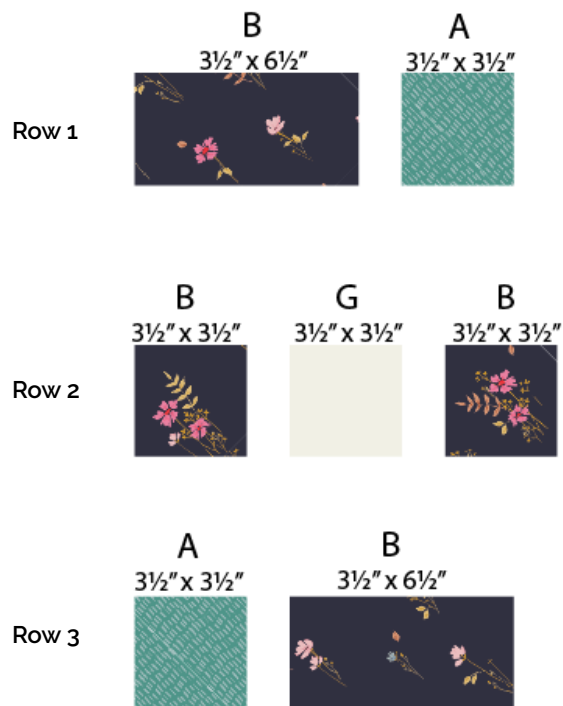 B A
3½” x 6½” 3½” x 3½”
Row 1
B G B
3½” x 3½” 3½” x 3½” 3½” x 3½”
Row 2
A B
3½” x 3½” 3½” x 6½”
Row 3